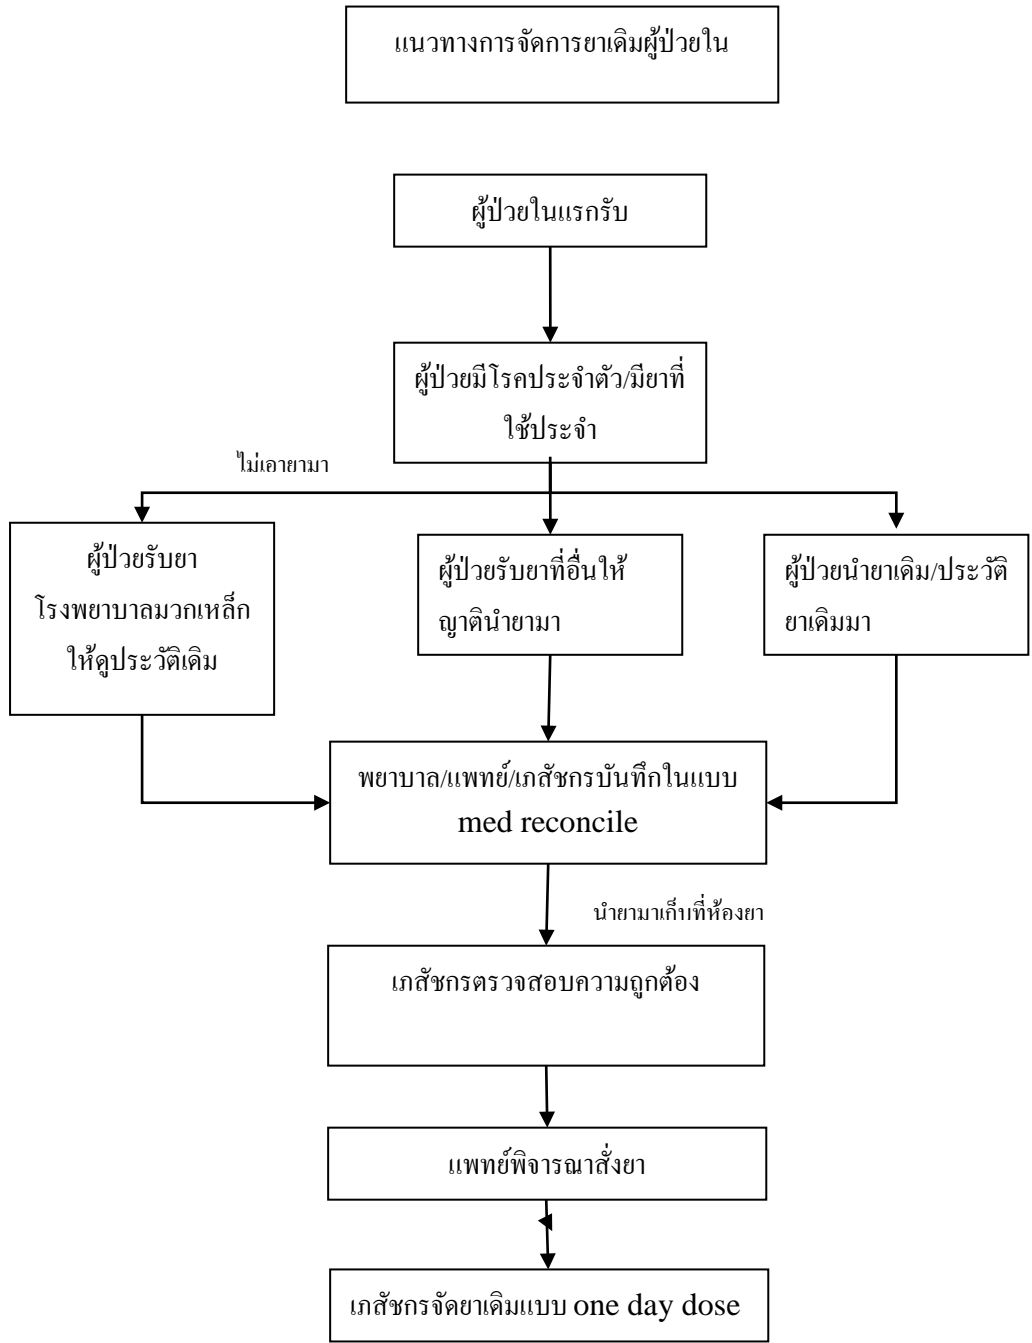 แนวทางการจัดการยาเดิมผู้ป่วยใน
ผู้ป่วยในแรกรับ
ผู้ป่วยมีโรคประจำตัว/มียาที่
ใช้ประจำ
ไม่เอายามา
ผู้ป่วยรับยา
โรงพยาบาลมวกเหล็ก
ให้ดูประวัติเดิม
ผู้ป่วยรับยาที่อื่นให้
ญาตินำยามา
ผู้ป่วยนำยาเดิม/ประวัติ
ยาเดิมมา
พยาบาล/แพทย์/เภสัชกรบันทึกในแบบ
med reconcile
นำยามาเก็บที่ห้องยา
เภสัชกรตรวจสอบความถูกต้อง
แพทย์พิจารณาสั่งยา
เภสัชกรจัดยาเดิมแบบ one day dose